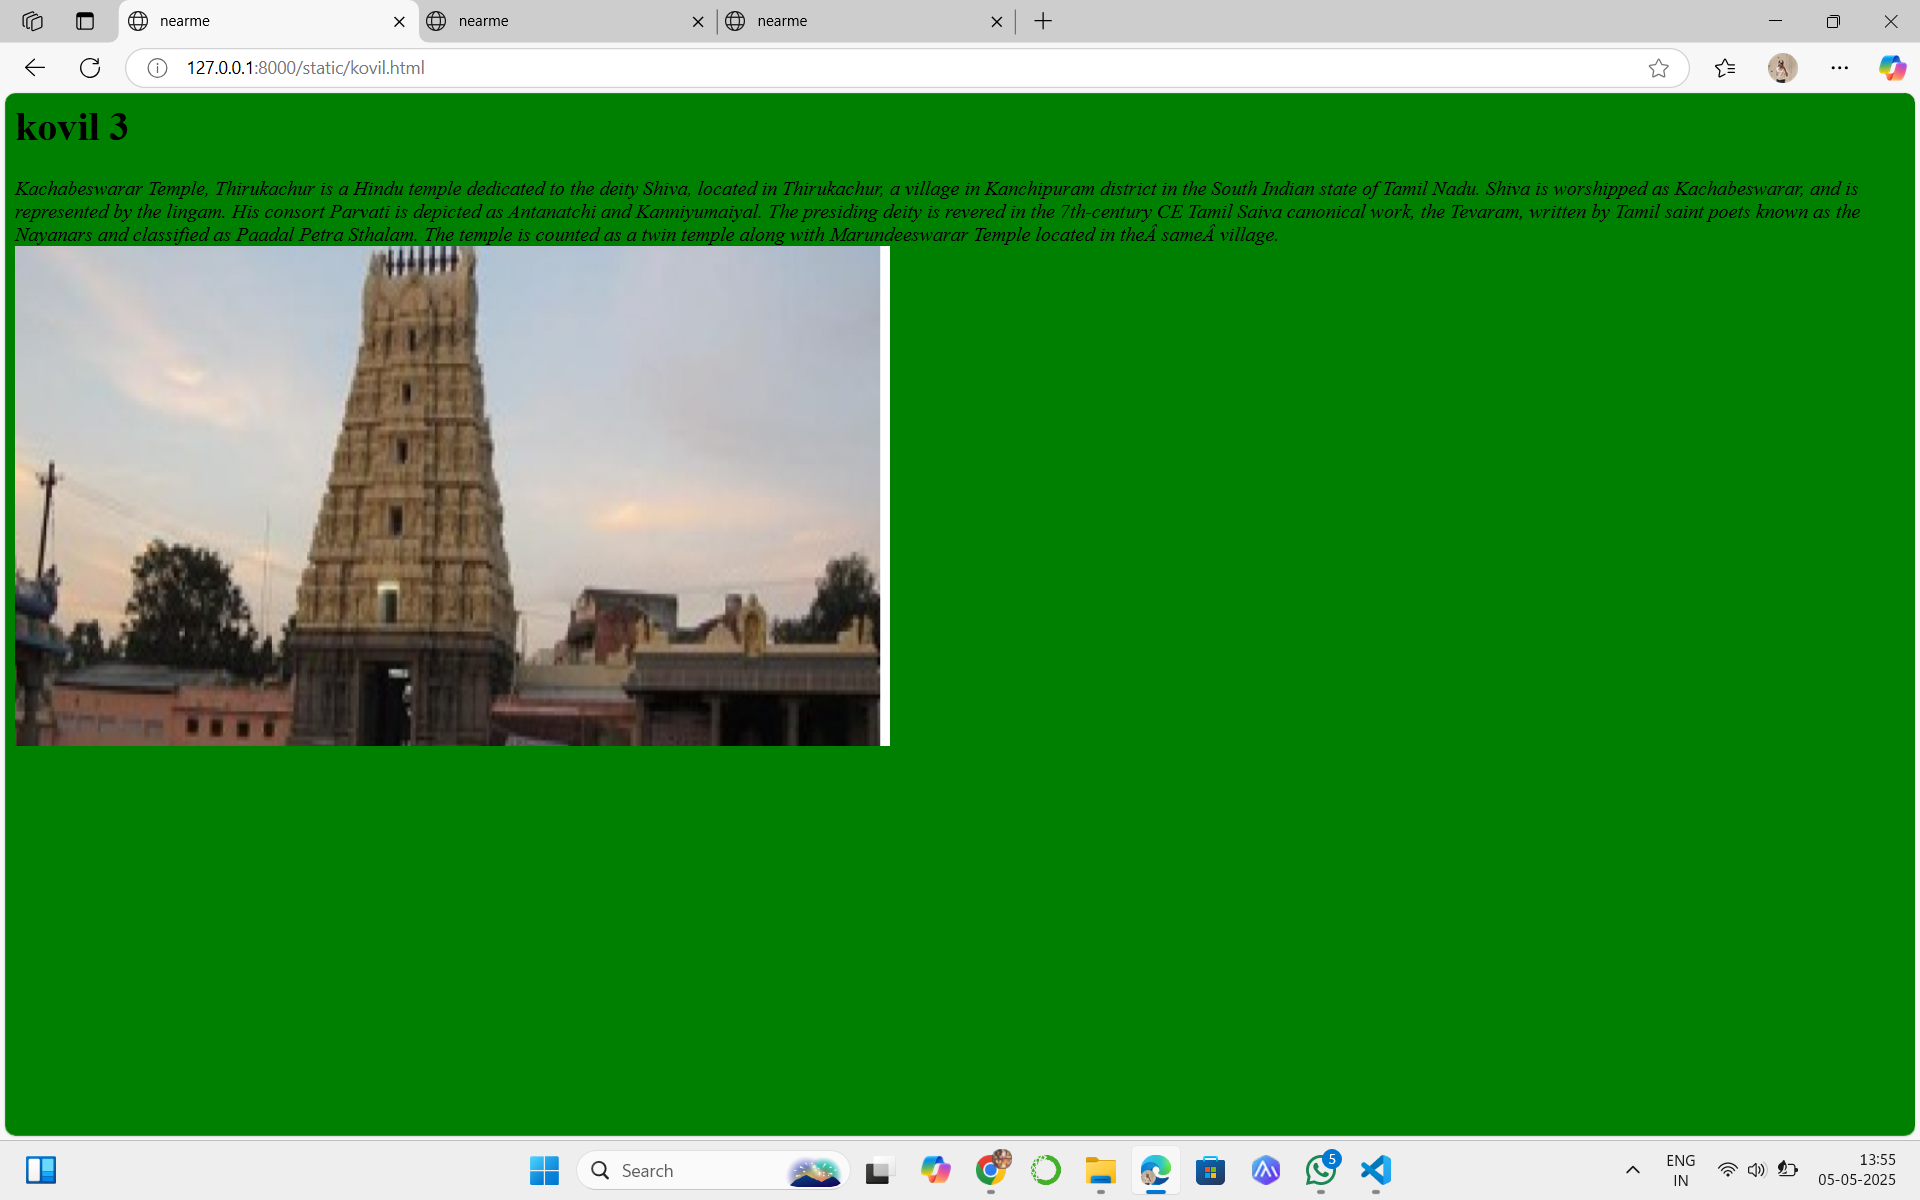 nearme
nearme
nearme
127.0.0.1:8000/static/kovil.html
kovil 3
Kachabeswarar Temple, Thirukachur is a Hindu temple dedicated to the deity Shiva, located in Thirukachur, a village in Kanchipuram district in the South Indian state of Tamil Nadu. Shiva is worshipped as Kachabeswarar, and is
represented by the lingam. His consort Parvati is depicted as Antanatchi and Kanniyumaiyal. The presiding deity is revered in the 7th-century CE Tamil Saiva canonical work, the Tevaram, written by Tamil saint poets known as the
Nayanars and classified as Paadal Petra Sthalam. The temple is counted as a twin temple along with Marundeeswarar Temple located in theÂ sameÂ village.
Search
5
ENG
IN
13:55
05-05-2025